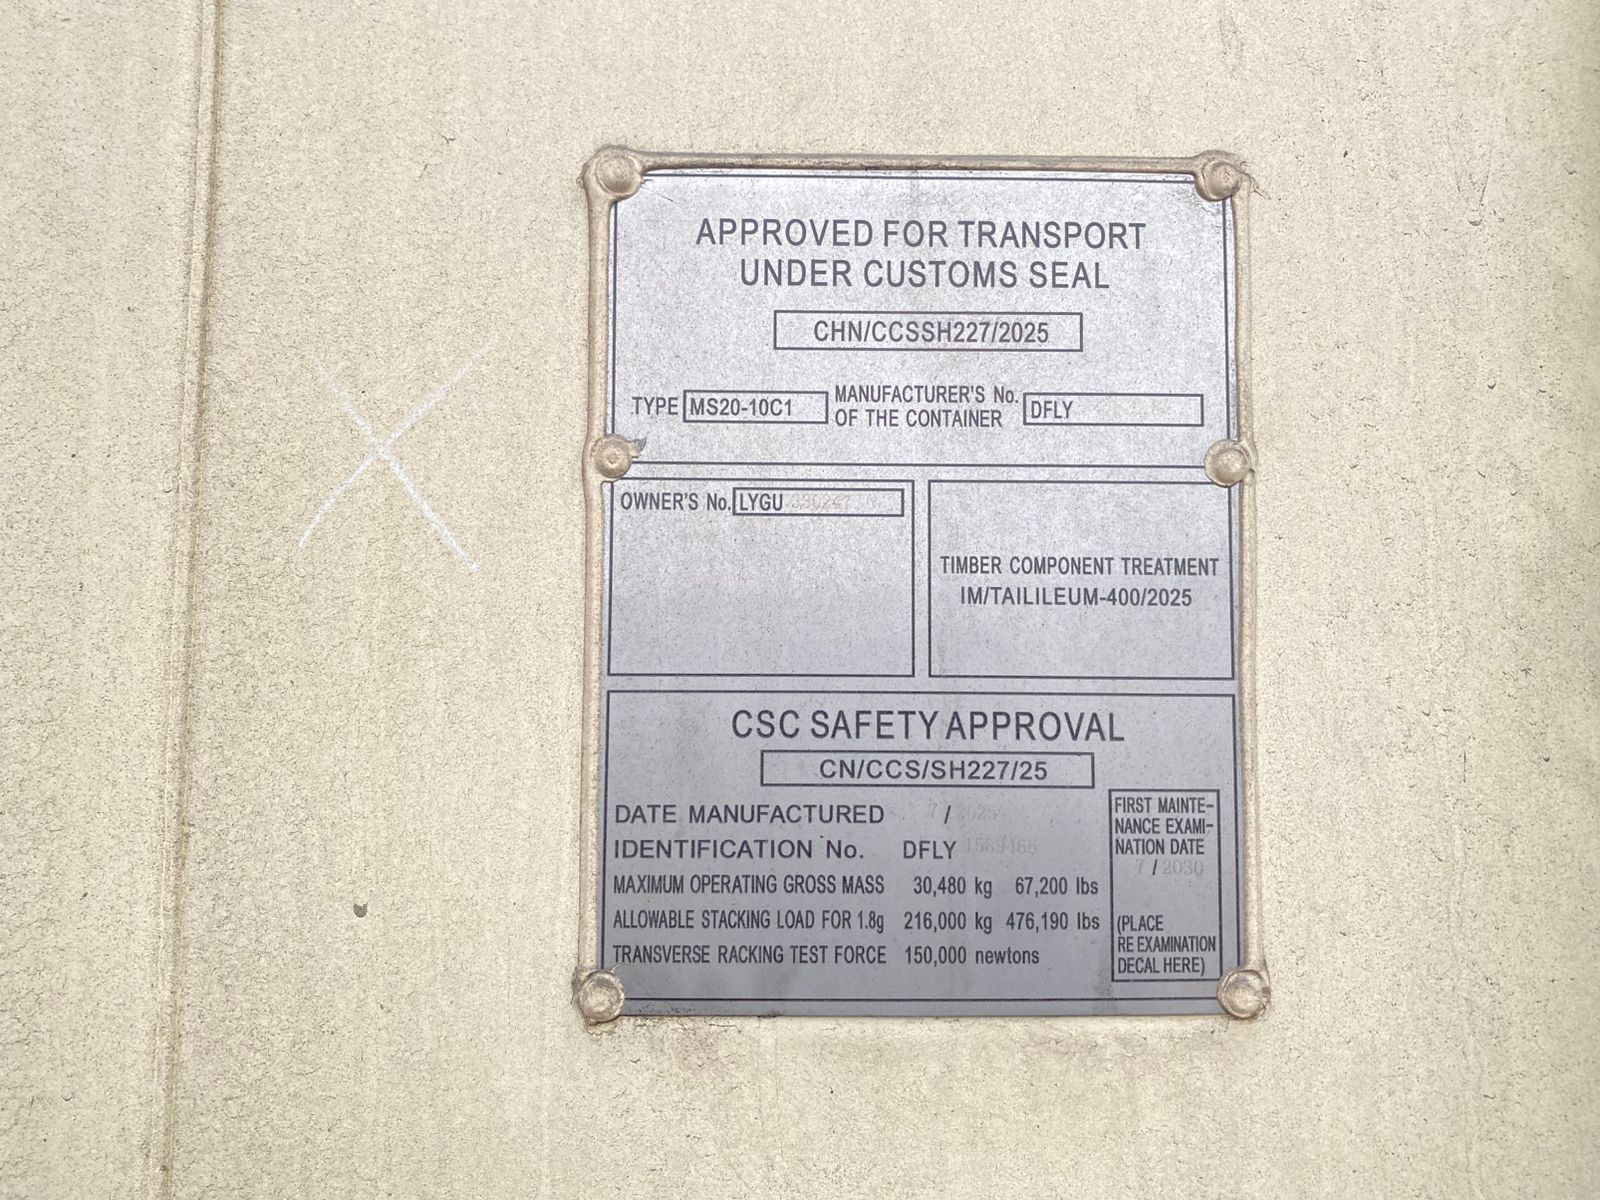 APPROVED FOR TRANSPORT
UNDER CUSTOMS SEAL
CHN/CCSSH227/2025
TYPE MS20-10C1
MANUFACTURER'S No.
OF THE CONTAINER
DFLY
OWNER'S No. LYGU
TIMBER COMPONENT TREATMENT
IM/TAILILEUM-400/2025
CSC SAFETY APPROVAL
CN/CCS/SH227/25
DATE MANUFACTURED 7 / 2025
IDENTIFICATION No. DFLY
MAXIMUM OPERATING GROSS MASS 30,480 kg 67,200 lbs
ALLOWABLE STACKING LOAD FOR 1.8g 216,000 kg 476,190 lbs
TRANSVERSE RACKING TEST FORCE 150,000 newtons
FIRST MAINTE-
NANCE EXAMI-
NATION DATE
7 / 2030
(PLACE
RE EXAMINATION
DECAL HERE)